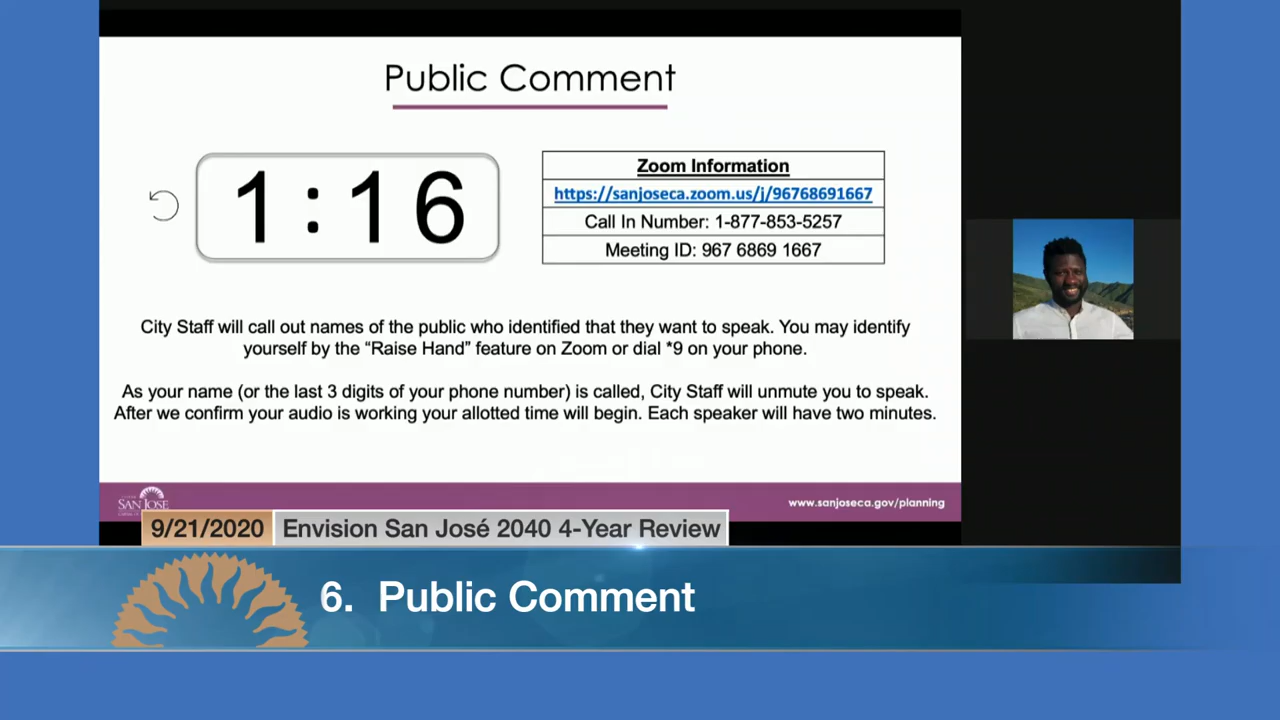 Public Comment
1:16
Zoom Information
https://sanjoseca.zoom.us/j/96768691667
Call In Number: 1-877-853-5257
Meeting ID: 967 6869 1667
City Staff will call out names of the public who identified that they want to speak. You may identify
yourself by the “Raise Hand” feature on Zoom or dial *9 on your phone.
As your name (or the last 3 digits of your phone number) is called, City Staff will unmute you to speak.
After we confirm your audio is working your allotted time will begin. Each speaker will have two minutes.
SAN JOSE
www.sanjoseca.gov/planning
9/21/2020 Envision San José 2040 4-Year Review
6. Public Comment